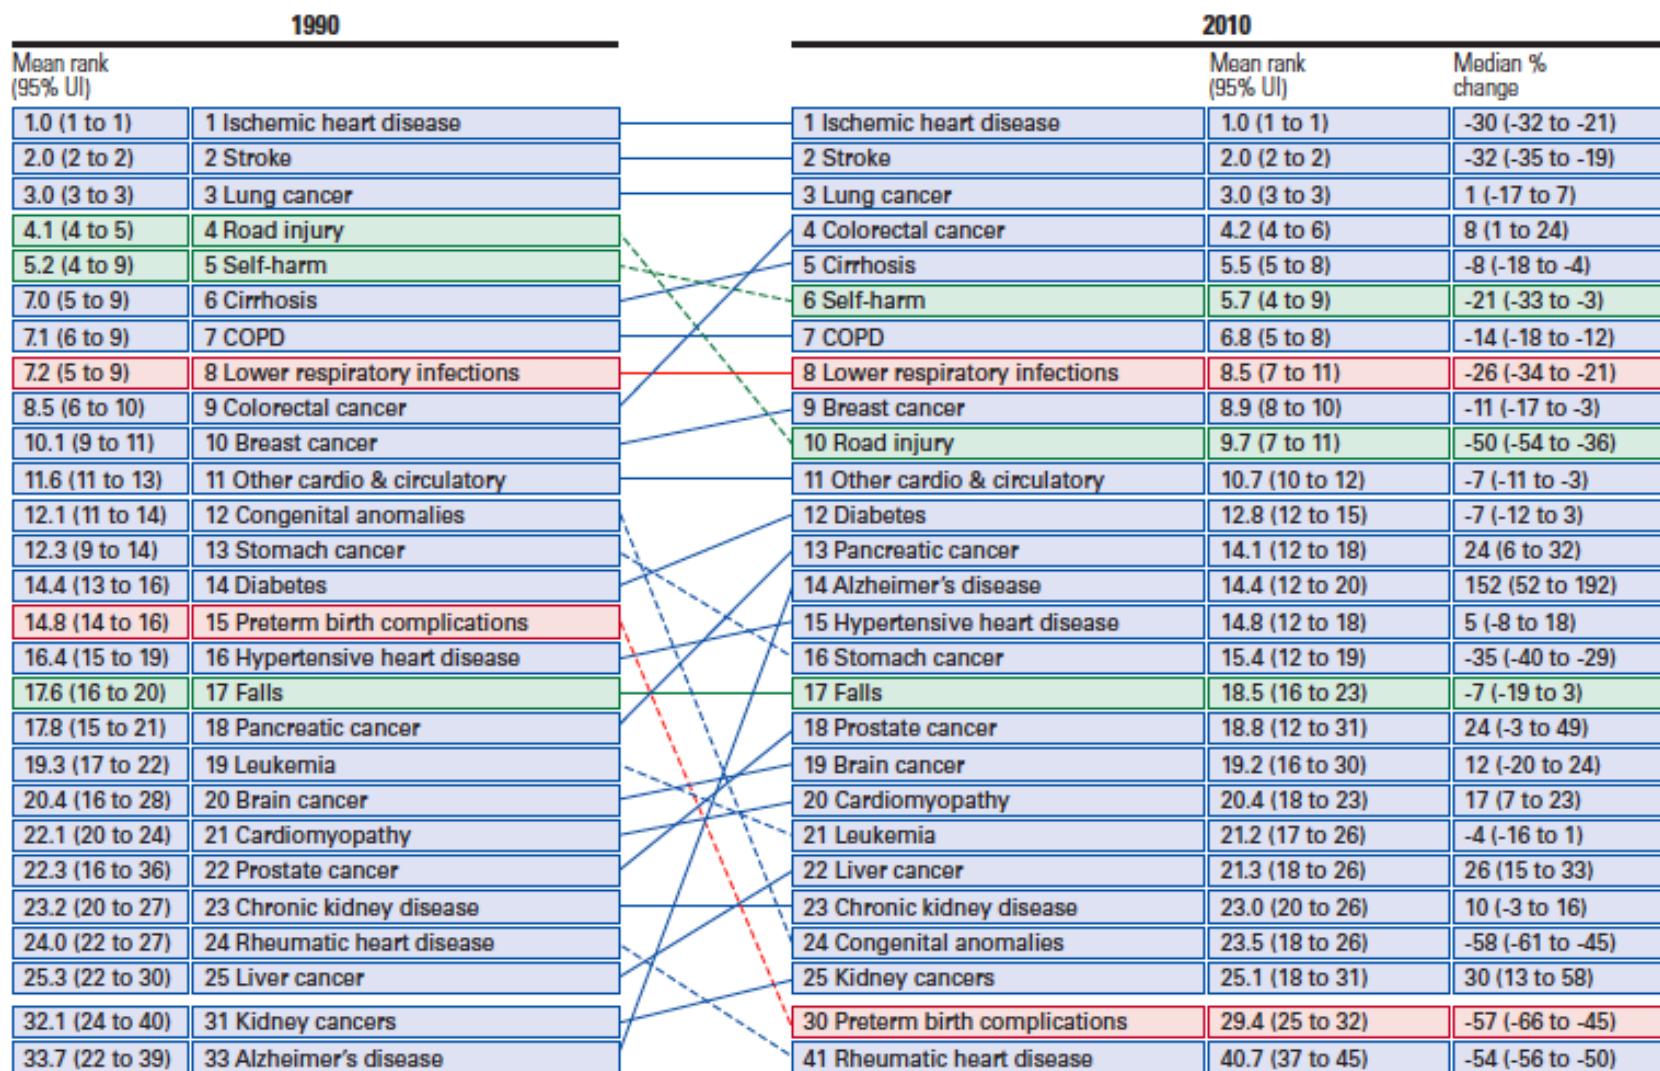 1990 2010
Mean rank Mean rank Median %
(95% UI) (95% UI) change
1.0 (1 to 1) 1 Ischemic heart disease 1 Ischemic heart disease 1.0 (1 to 1) -30 (-32 to -21)
2.0 (2 to 2) 2 Stroke 2 Stroke 2.0 (2 to 2) -32 (-35 to -19)
3.0 (3 to 3) 3 Lung cancer 3 Lung cancer 3.0 (3 to 3) 1 (-17 to 7)
4.1 (4 to 5) 4 Road injury 4 Colorectal cancer 4.2 (4 to 6) 8 (1 to 24)
5.2 (4 to 9) 5 Self-harm 5 Cirrhosis 5.5 (5 to 8) -8 (-18 to -4)
7.0 (5 to 9) 6 Cirrhosis 6 Self-harm 5.7 (4 to 9) -21 (-33 to -3)
7.1 (6 to 9) 7 COPD 7 COPD 6.8 (5 to 8) -14 (-18 to -12)
7.2 (5 to 9) 8 Lower respiratory infections 8 Lower respiratory infections 8.5 (7 to 11) -26 (-34 to -21)
8.5 (6 to 10) 9 Colorectal cancer 9 Breast cancer 8.9 (8 to 10) -11 (-17 to -3)
10.1 (9 to 11) 10 Breast cancer 10 Road injury 9.7 (7 to 11) -50 (-54 to -36)
11.6 (11 to 13) 11 Other cardio & circulatory 11 Other cardio & circulatory 10.7 (10 to 12) -7 (-11 to -3)
12.1 (11 to 14) 12 Congenital anomalies 12 Diabetes 12.8 (12 to 15) -7 (-12 to 3)
12.3 (9 to 14) 13 Stomach cancer 13 Pancreatic cancer 14.1 (12 to 18) 24 (6 to 32)
14.4 (13 to 16) 14 Diabetes 14 Alzheimer's disease 14.4 (12 to 20) 152 (52 to 192)
14.8 (14 to 16) 15 Preterm birth complications 15 Hypertensive heart disease 14.8 (12 to 18) 5 (-8 to 18)
16.4 (15 to 19) 16 Hypertensive heart disease 16 Stomach cancer 15.4 (12 to 19) -35 (-40 to -29)
17.6 (16 to 20) 17 Falls 17 Falls 18.5 (16 to 23) -7 (-19 to 3)
17.8 (15 to 21) 18 Pancreatic cancer 18 Prostate cancer 18.8 (12 to 31) 24 (-3 to 49)
19.3 (17 to 22) 19 Leukemia 19 Brain cancer 19.2 (16 to 30) 12 (-20 to 24)
20.4 (16 to 28) 20 Brain cancer 20 Cardiomyopathy 20.4 (18 to 23) 17 (7 to 23)
22.1 (20 to 24) 21 Cardiomyopathy 21 Leukemia 21.2 (17 to 26) -4 (-16 to 1)
22.3 (16 to 36) 22 Prostate cancer 22 Liver cancer 21.3 (18 to 26) 26 (15 to 33)
23.2 (20 to 27) 23 Chronic kidney disease 23 Chronic kidney disease 23.0 (20 to 26) 10 (-3 to 16)
24.0 (22 to 27) 24 Rheumatic heart disease 24 Congenital anomalies 23.5 (18 to 26) -58 (-61 to -45)
25.3 (22 to 30) 25 Liver cancer 25 Kidney cancers 25.1 (18 to 31) 30 (13 to 58)
32.1 (24 to 40) 31 Kidney cancers 30 Preterm birth complications 29.4 (25 to 32) -57 (-66 to -45)
33.7 (22 to 39) 33 Alzheimer's disease 41 Rheumatic heart disease 40.7 (37 to 45) -54 (-56 to -50)